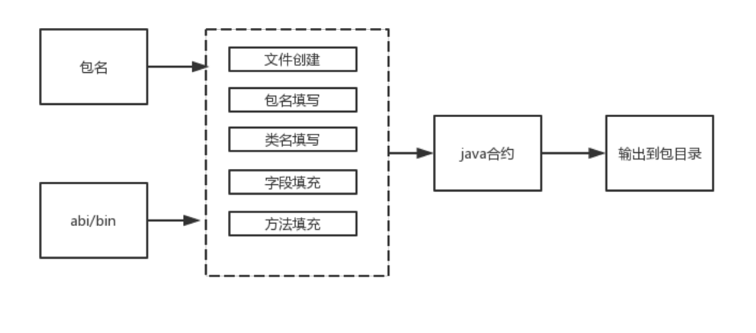 包名
abi/bin
文件创建
包名填写
类名填写
字段填充
方法填充
java合约
输出到包目录